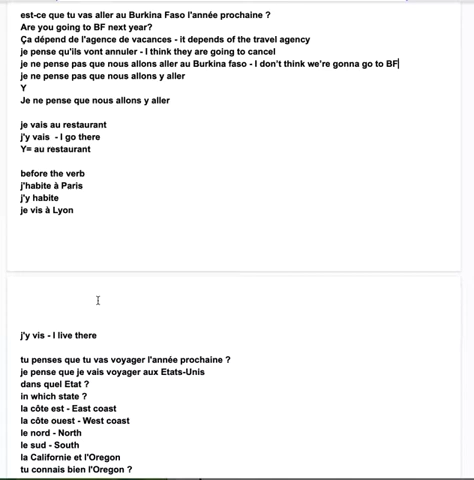 est-ce que tu vas aller au Burkina Faso l'année prochaine ?
Are you going to BF next year?
Ça dépend de l'agence de vacances - it depends of the travel agency
je pense qu'ils vont annuler - I think they are going to cancel
je ne pense pas que nous allons aller au Burkina faso - I don't think we're gonna go to BF
je ne pense pas que nous allons y aller
Y
Je ne pense que nous allons y aller
je vais au restaurant
j'y vais - I go there
Y= au restaurant
before the verb
j'habite à Paris
j'y habite
je vis à Lyon
j'y vis - I live there
tu penses que tu vas voyager l'année prochaine ?
je pense que je vais voyager aux Etats-Unis
dans quel Etat ?
in which state ?
la côte est - East coast
la côte ouest - West coast
le nord - North
le sud - South
la Californie et l'Oregon
tu connais bien l'Oregon ?